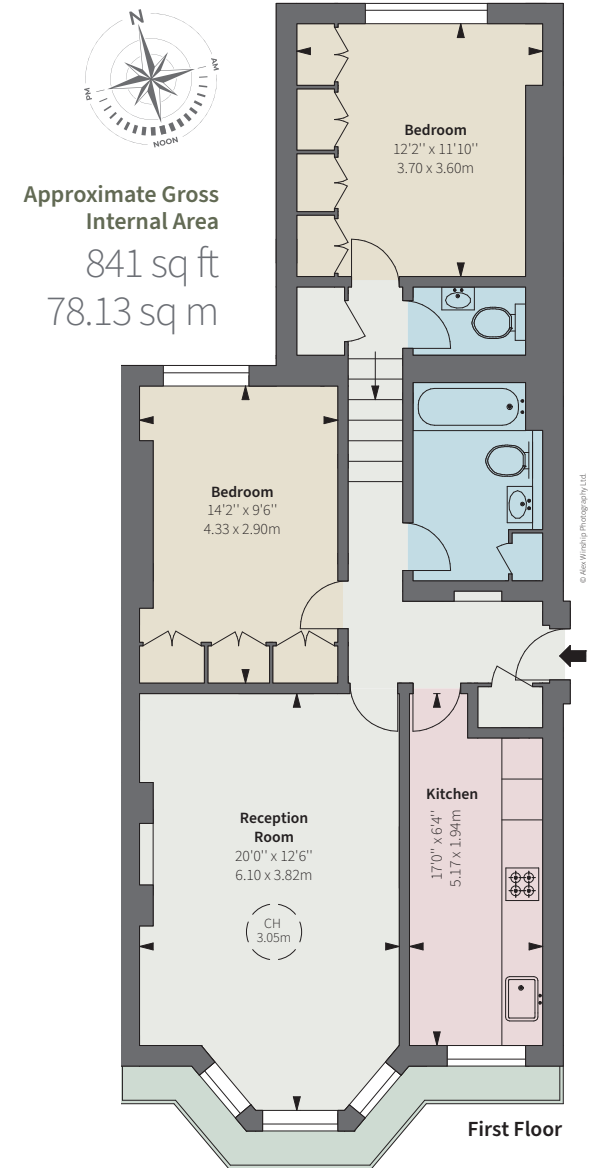 N
AM
PM
NOON
Approximate Gross
Internal Area
841 sq ft
78.13 sq m
Bedroom
12'2'' x 11'10''
3.70 x 3.60m
Bedroom
14'2'' x 9'6''
4.33 x 2.90m
© Alex Winship Photography Ltd.
Reception
Room
20'0'' x 12'6''
6.10 x 3.82m
CH
3.05m
Kitchen
17'0'' x 6'4''
5.17 x 1.94m
First Floor